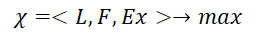 χ =< L, F, Ex >→ max